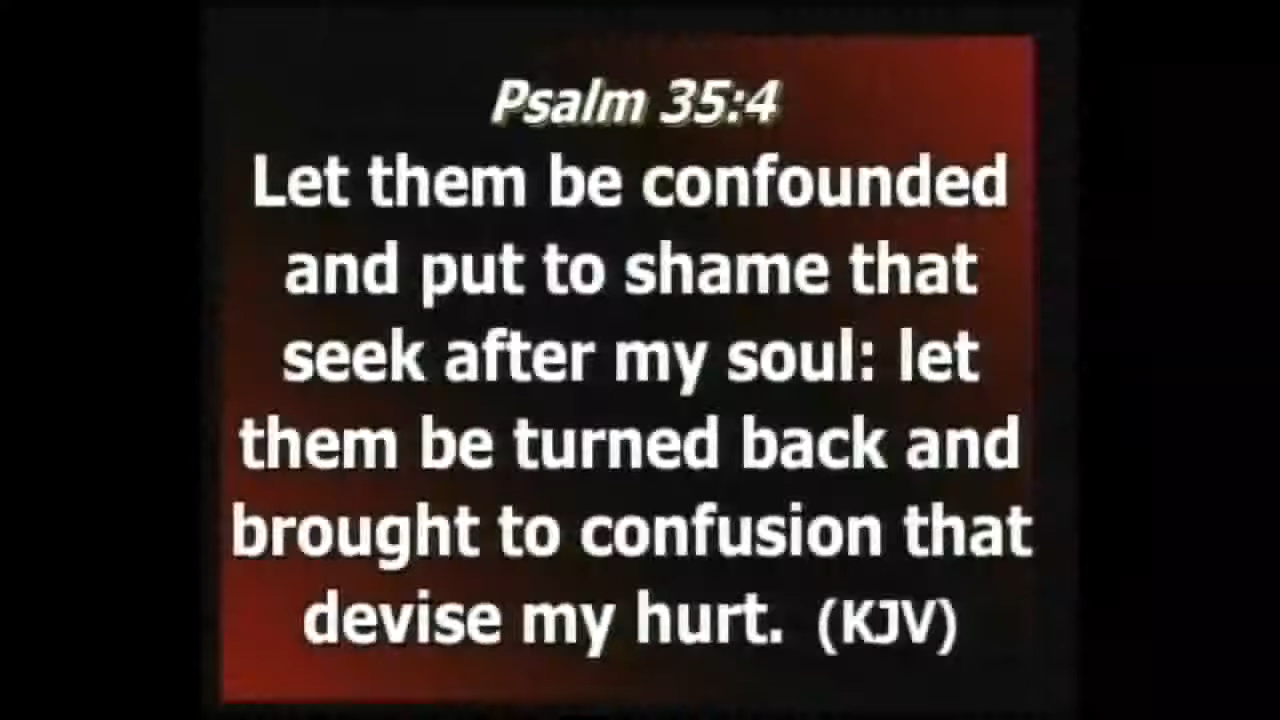 Psalm 35:4
Let them be confounded
and put to shame that
seek after my soul: let
them be turned back and
brought to confusion that
devise my hurt. (KJV)